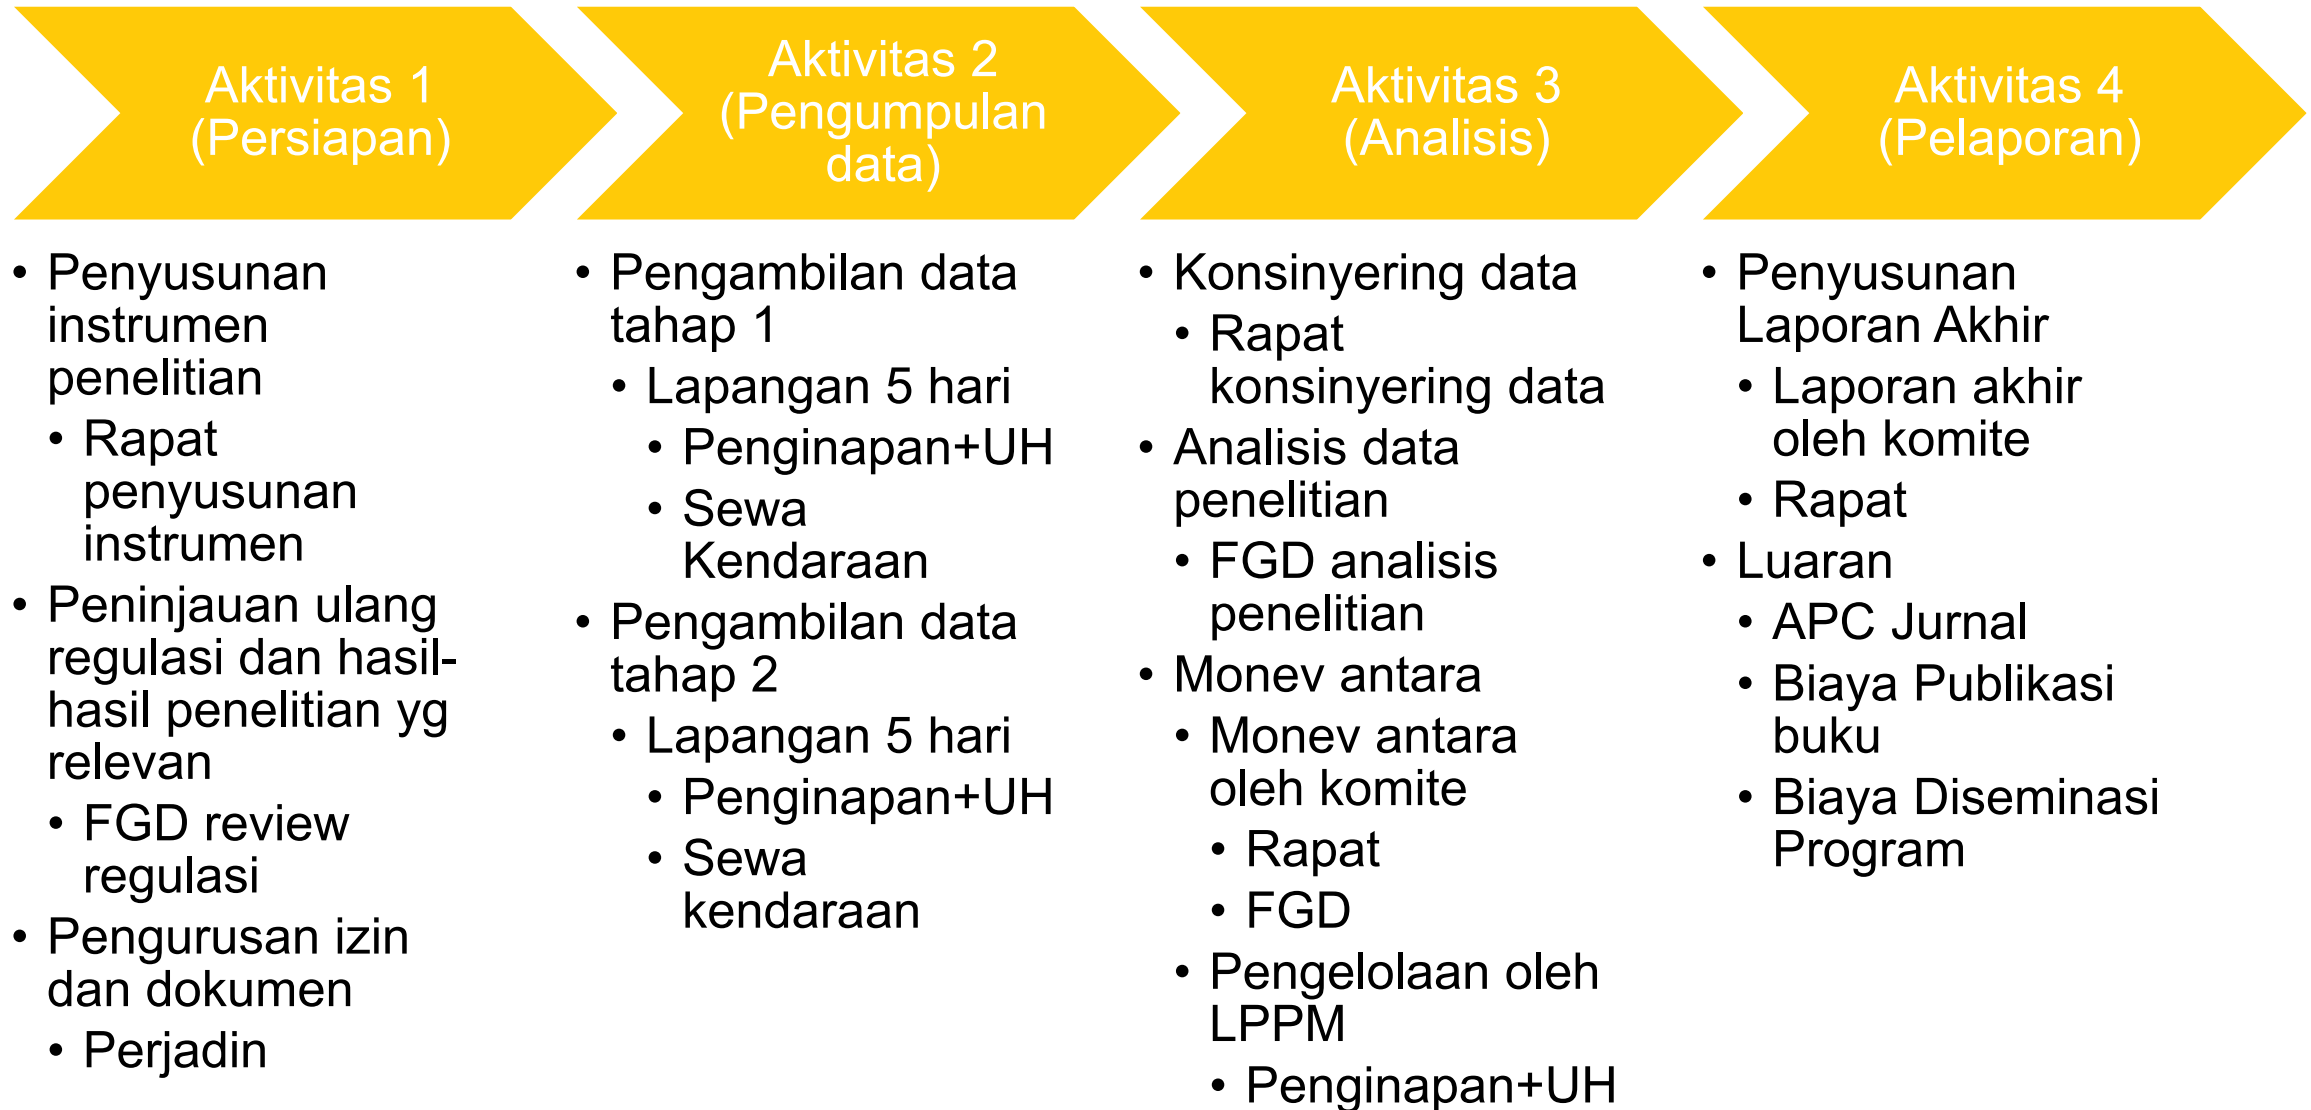 Aktivitas 1
(Persiapan)
• Penyusunan
instrumen
penelitian
• Rapat
penyusunan
instrumen
• Peninjauan ulang
regulasi dan hasil-
hasil penelitian yg
relevan
• FGD review
regulasi
• Pengurusan izin
dan dokumen
• Perjadin
Aktivitas 2
(Pengumpulan
data)
• Pengambilan data
tahap 1
• Lapangan 5 hari
• Penginapan+UH
• Sewa
Kendaraan
• Pengambilan data
tahap 2
• Lapangan 5 hari
• Penginapan+UH
• Sewa
kendaraan
Aktivitas 3
(Analisis)
• Konsinyering data
• Rapat
konsinyering data
• Analisis data
penelitian
• FGD analisis
penelitian
• Monev antara
• Monev antara
oleh komite
• Rapat
• FGD
• Pengelolaan oleh
LPPM
• Penginapan+UH
Aktivitas 4
(Pelaporan)
• Penyusunan
Laporan Akhir
• Laporan akhir
oleh komite
• Rapat
• Luaran
• APC Jurnal
• Biaya Publikasi
buku
• Biaya Diseminasi
Program